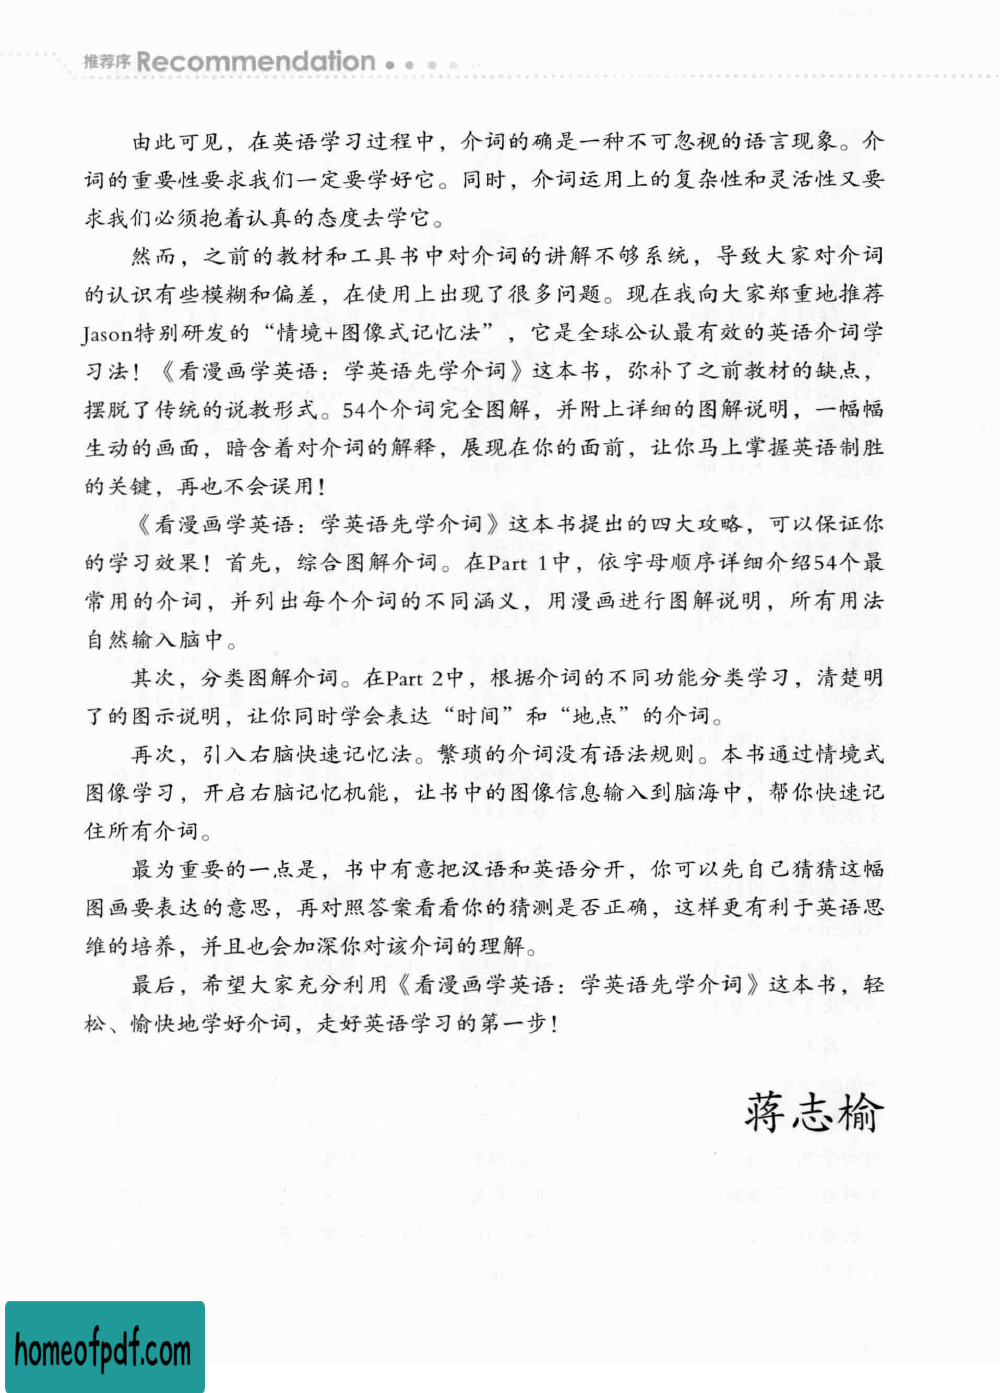 推荐序 Recommendation
由此可见，在英语学习过程中，介词的确是一种不可忽视的语言现象。介
词的重要性要求我们一定要学好它。同时，介词运用上的复杂性和灵活性又要
求我们必须抱着认真的态度去学它。
然而，之前的教材和工具书中对介词的讲解不够系统，导致大家对介词
的认识有些模糊和偏差，在使用上出现了很多问题。现在我向大家郑重地推荐
Jason特别研发的“情境+图像式记忆法”，它是全球公认最有效的英语介词学
习法！《看漫画学英语：学英语先学介词》这本书，弥补了之前教材的缺点，
摆脱了传统的说教形式。54个介词完全图解，并附上详细的图解说明，一幅幅
生动的画面，暗含着对介词的解释，展现在你的面前，让你马上掌握英语制胜
的关键，再也不会误用！
《看漫画学英语：学英语先学介词》这本书提出的四大攻略，可以保证你
的学习效果！首先，综合图解介词。在Part 1中，依字母顺序详细介绍54个最
常用的介词，并列出每个介词的不同涵义，用漫画进行图解说明，所有用法
自然输入脑中。
其次，分类图解介词。在Part 2中，根据介词的不同功能分类学习，清楚明
了的图示说明，让你同时学会表达“时间”和“地点”的介词。
再次，引入右脑快速记忆法。繁琐的介词没有语法规则。本书通过情境式
图像学习，开启右脑记忆机能，让书中的图像信息输入到脑海中，帮你快速记
住所有介词。
最为重要的一点是，书中有意把汉语和英语分开，你可以先自己猜猜这幅
图画要表达的意思，再对照答案看看你的猜测是否正确，这样更有利于英语思
维的培养，并且也会加深你对该介词的理解。
最后，希望大家充分利用《看漫画学英语：学英语先学介词》这本书，轻
松、愉快地学好介词，走好英语学习的第一步！
蒋志榆
homeofpdf.com